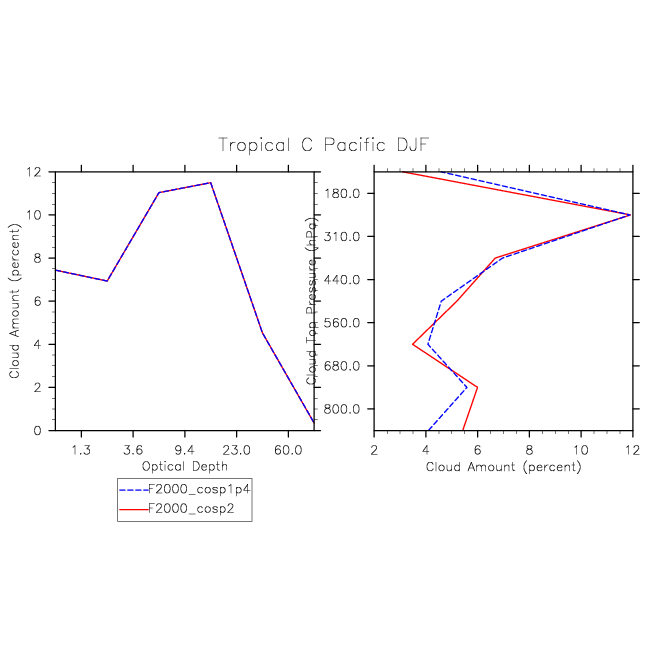 Tropical C Pacific DJF
Cloud Amount (percent)
12
10
8
6
4
2
0
1.3 3.6 9.4 23.0 60.0
Optical Depth
Cloud Top Pressure (hPa)
180.0
310.0
440.0
560.0
680.0
800.0
2 4 6 8 10 12
Cloud Amount (percent)
F2000_cosp1p4
F2000_cosp2